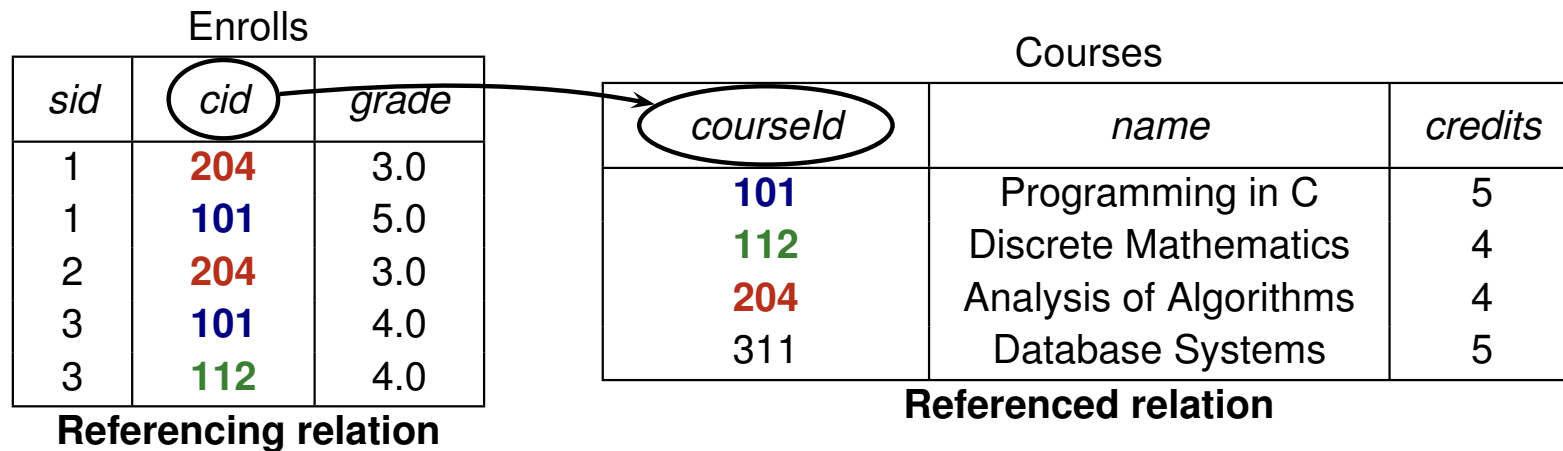 Enrolls
sid cid grade
1 204 3.0
1 101 5.0
2 204 3.0
3 101 4.0
3 112 4.0
Referencing relation
Courses
courseId name credits
101 Programming in C 5
112 Discrete Mathematics 4
204 Analysis of Algorithms 4
311 Database Systems 5
Referenced relation